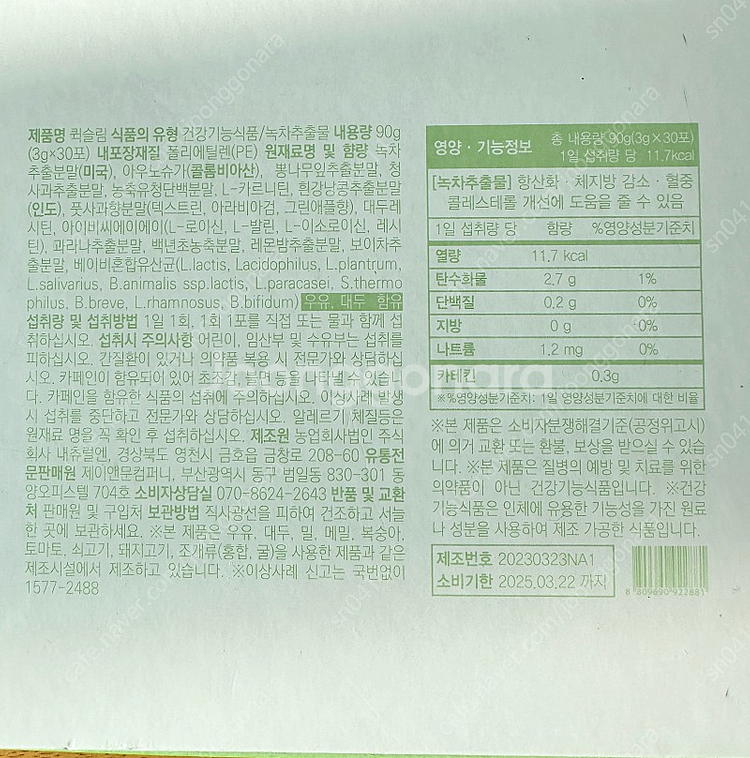 제품명 퀵슬림 식품의 유형 건강기능식품/녹차추출물 내용량 90g
(3g×30포) 내포장재질 폴리에틸렌(PE) 원재료명 및 함량 녹차
추출분말(미국), 야우노슈가(콜롬비아산), 뽕나무잎추출분말, 청
사과추출분말, 농축유청단백분말, L-카르니틴, 흰강낭콩추출분말
(인도), 풋사과향분말(덱스트린, 아라비아검, 그린애플향), 대두레
시틴, 아이비씨에이에이(L-로이신, L-발린, L-이소로이신, 레시
틴), 과라나추출분말, 백년초농축분말, 레몬밤추출분말, 보이차추
출분말, 베이비혼합유산균(L.lactis, L.acidophilus, L.plantrum,
L.salivarius, B.animalis ssp.lactis, L.paracasei, S.thermo
philus, B.breve, L.rhamnosus, B.bifidum) 우유, 대두 함유
섭취량 및 섭취방법 1일 1회, 1회 1포를 직접 또는 물과 함께 섭
취하십시오. 섭취시 주의사항 어린이, 임산부 및 수유부는 섭취를
피하십시오. 간질환이 있거나 의약품 복용 시 전문가와 상담하십
시오. 카페인이 함유되어 있어 초조감, 불면 등을 나타낼 수 있습니
다. 카페인을 함유한 식품의 섭취에 주의하십시오. 이상사례 발생
시 섭취를 중단하고 전문가와 상담하십시오. 알레르기 체질등은
원재료 명을 꼭 확인 후 섭취하십시오. 제조원 농업회사법인 주식
회사 내츄럴엔, 경상북도 영천시 금호읍 금창로 208-60 유통전
문판매원 제이앤문컴퍼니, 부산광역시 동구 범일동 830-301 동
양오피스텔 704호 소비자상담실 070-8624-2643 반품 및 교환
처 판매원 및 구입처 보관방법 직사광선을 피하여 건조하고 서늘
한 곳에 보관하세요. ※본 제품은 우유, 대두, 밀, 메밀, 복숭아,
토마토, 쇠고기, 돼지고기, 조개류(홍합, 굴)을 사용한 제품과 같은
제조시설에서 제조하고 있습니다. ※이상사례 신고는 국번없이
1577-2488
영양 · 기능정보 총 내용량 90g(3g×30포)
1일 섭취량 당 11.7kcal
[녹차추출물] 항산화 · 체지방 감소 · 혈중
콜레스테롤 개선에 도움을 줄 수 있음
1일 섭취량 당 함량 %영양성분기준치
열량 11.7 kcal
탄수화물 2.7 g 1%
단백질 0.2 g 0%
지방 0 g 0%
나트륨 1.2 mg 0%
카테킨 0.3g
※%영양성분기준치: 1일 영양성분기준치에 대한 비율
※본 제품은 소비자분쟁해결기준(공정위고시)
에 의거 교환 또는 환불, 보상을 받으실 수 있습
니다. ※본 제품은 질병의 예방 및 치료를 위한
의약품이 아닌 건강기능식품입니다. ※건강
기능식품은 인체에 유용한 기능성을 가진 원료
나 성분을 사용하여 제조 가공한 식품입니다.
제조번호 20230323NA1
소비기한 2025.03.22 까지
8 809690 922881
joonggonara